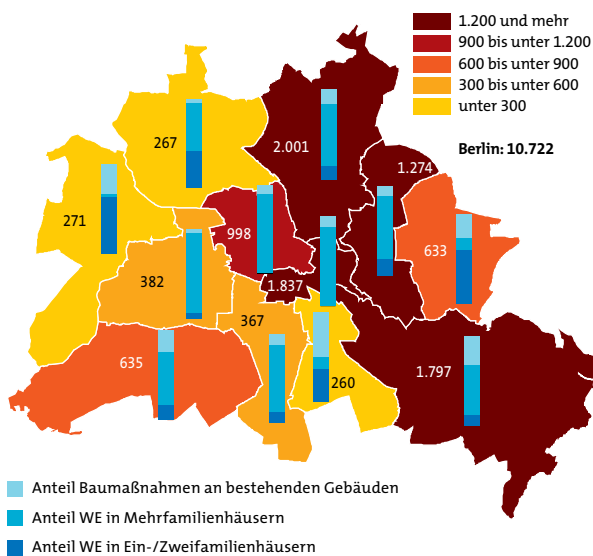 1.200 und mehr
900 bis unter 1.200
600 bis unter 900
300 bis unter 600
unter 300
Berlin: 10.722
267
2.001
1.274
271
998
633
382
1.837
367
635
260
1.797
Anteil Baumaßnahmen an bestehenden Gebäuden
Anteil WE in Mehrfamilienhäusern
Anteil WE in Ein-/Zweifamilienhäusern